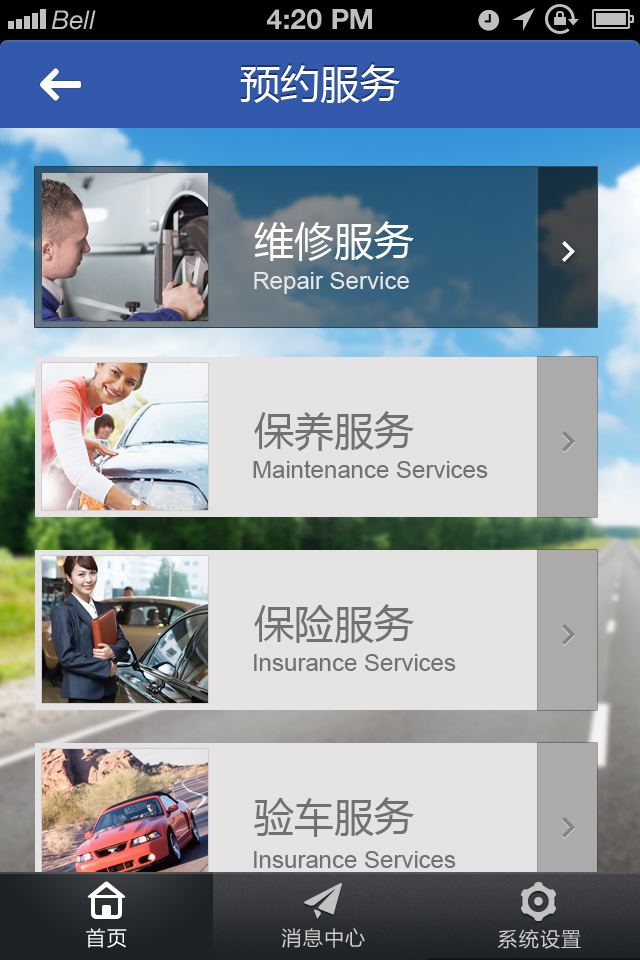 Bell 4:20 PM
预约服务
维修服务
Repair Service
保养服务
Maintenance Services
保险服务
Insurance Services
验车服务
Insurance Services
首页 消息中心 系统设置